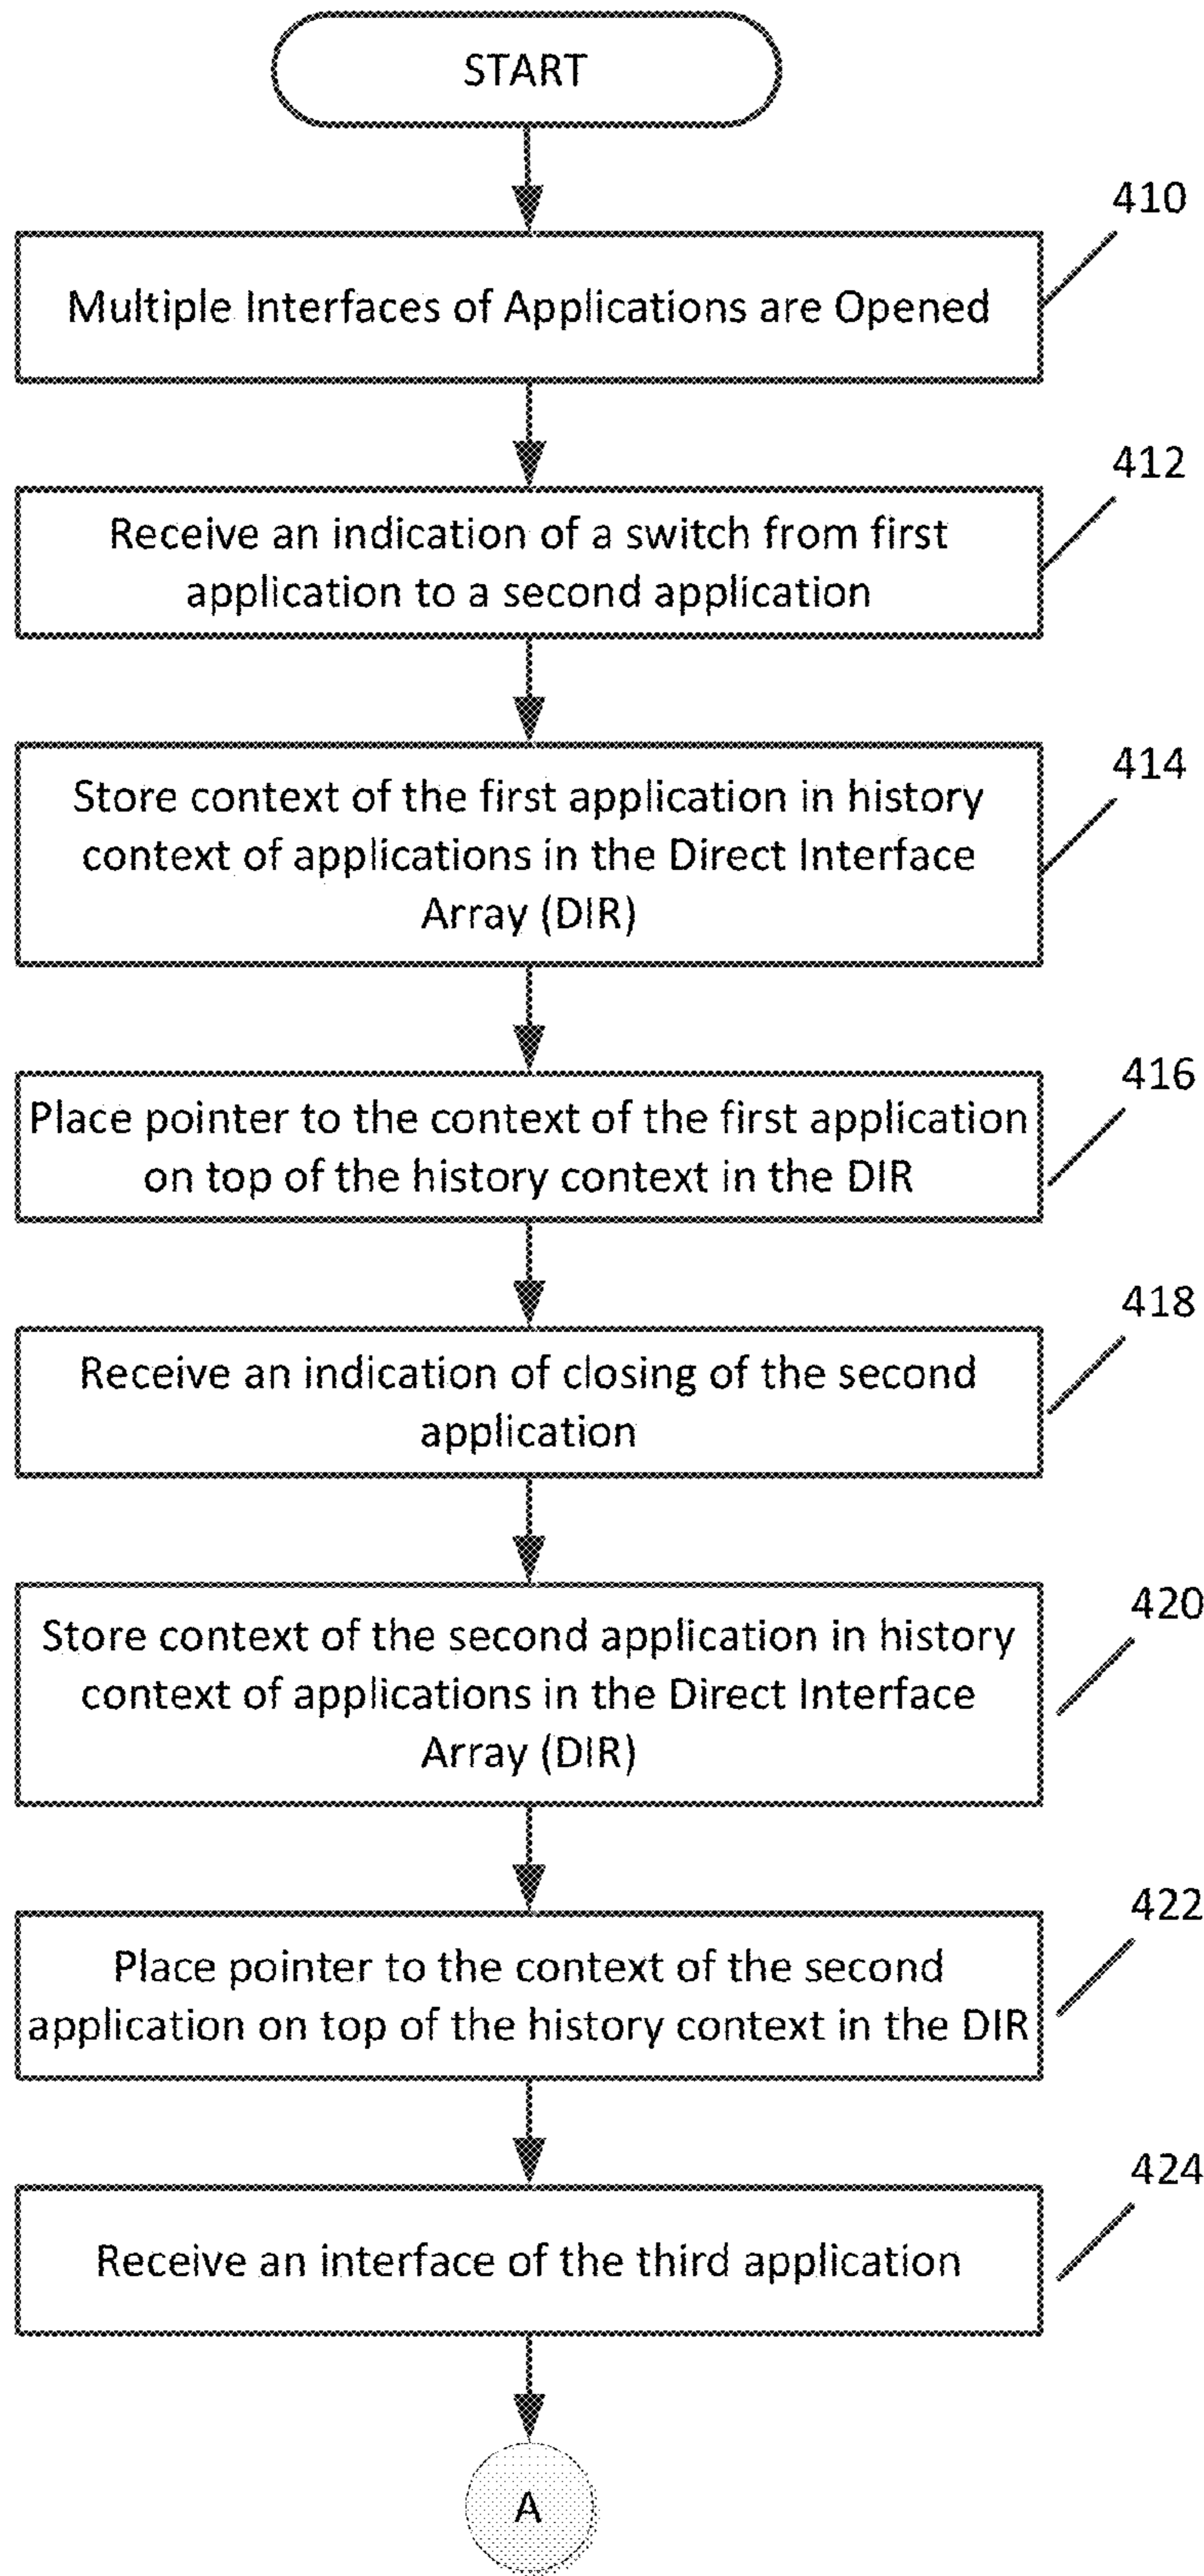 START
410
Multiple Interfaces of Applications are Opened
412
Receive an indication of a switch from first
application to a second application
414
Store context of the first application in history
context of applications in the Direct Interface
Array (DIR)
416
Place pointer to the context of the first application
on top of the history context in the DIR
418
Receive an indication of closing of the second
application
420
Store context of the second application in history
context of applications in the Direct Interface
Array (DIR)
422
Place pointer to the context of the second
application on top of the history context in the DIR
424
Receive an interface of the third application
A